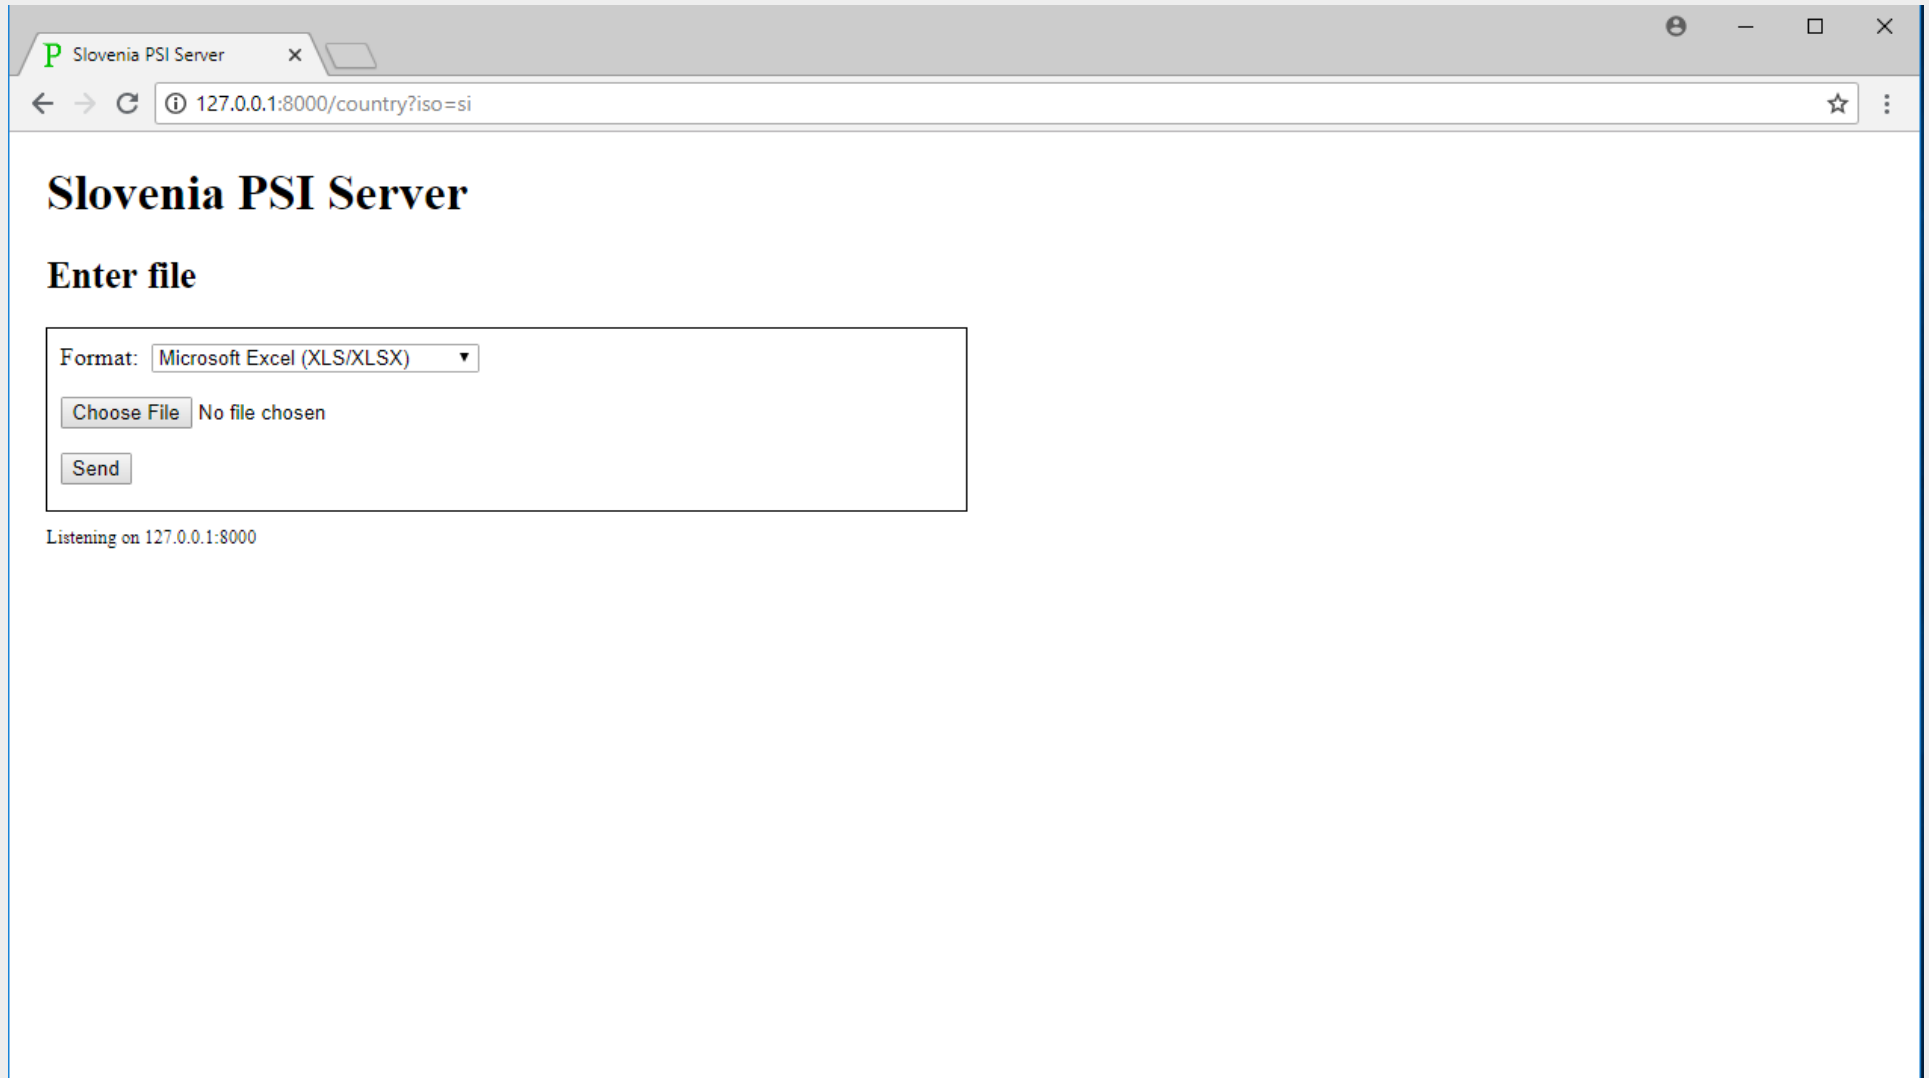 P Slovenia PSI Server
127.0.0.1:8000/country?iso=si
Slovenia PSI Server
Enter file
Format: Microsoft Excel (XLS/XLSX)
Choose File No file chosen
Send
Listening on 127.0.0.1:8000